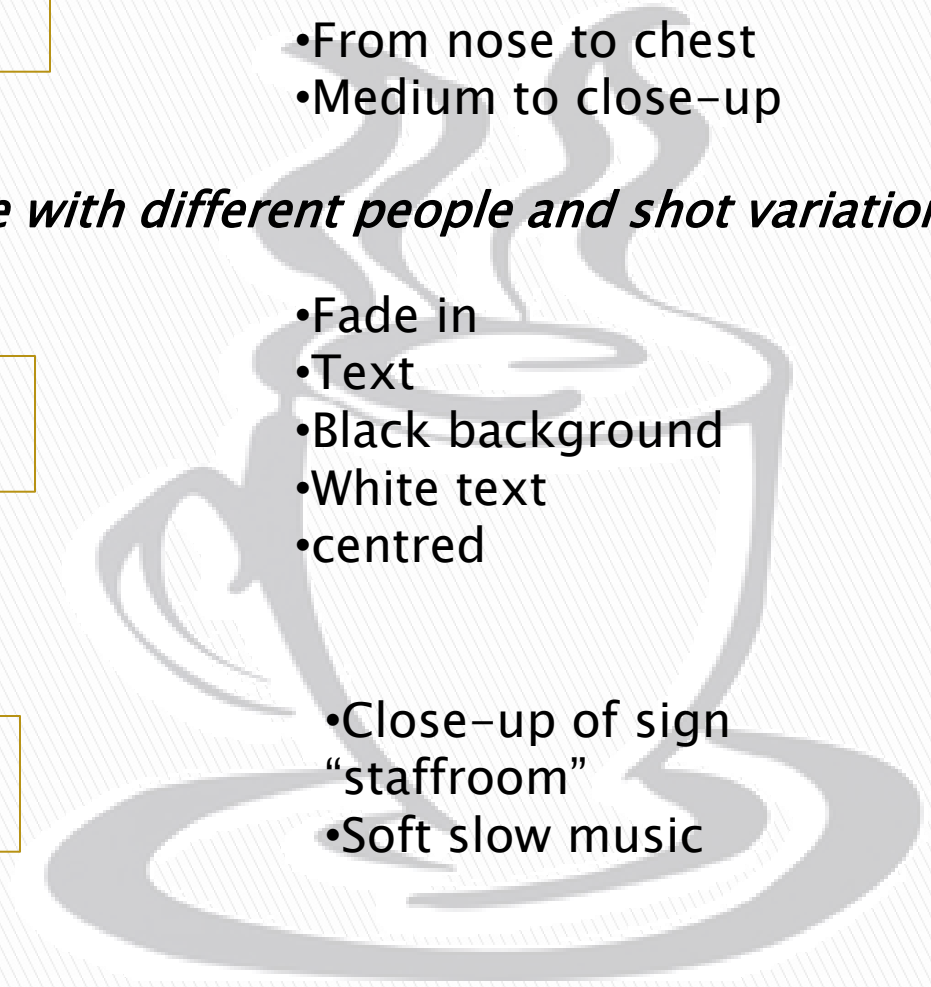 •From nose to chest
•Medium to close-up
e with different people and shot variation
•Fade in
•Text
•Black background
•White text
•centred
•Close-up of sign
“staffroom”
•Soft slow music